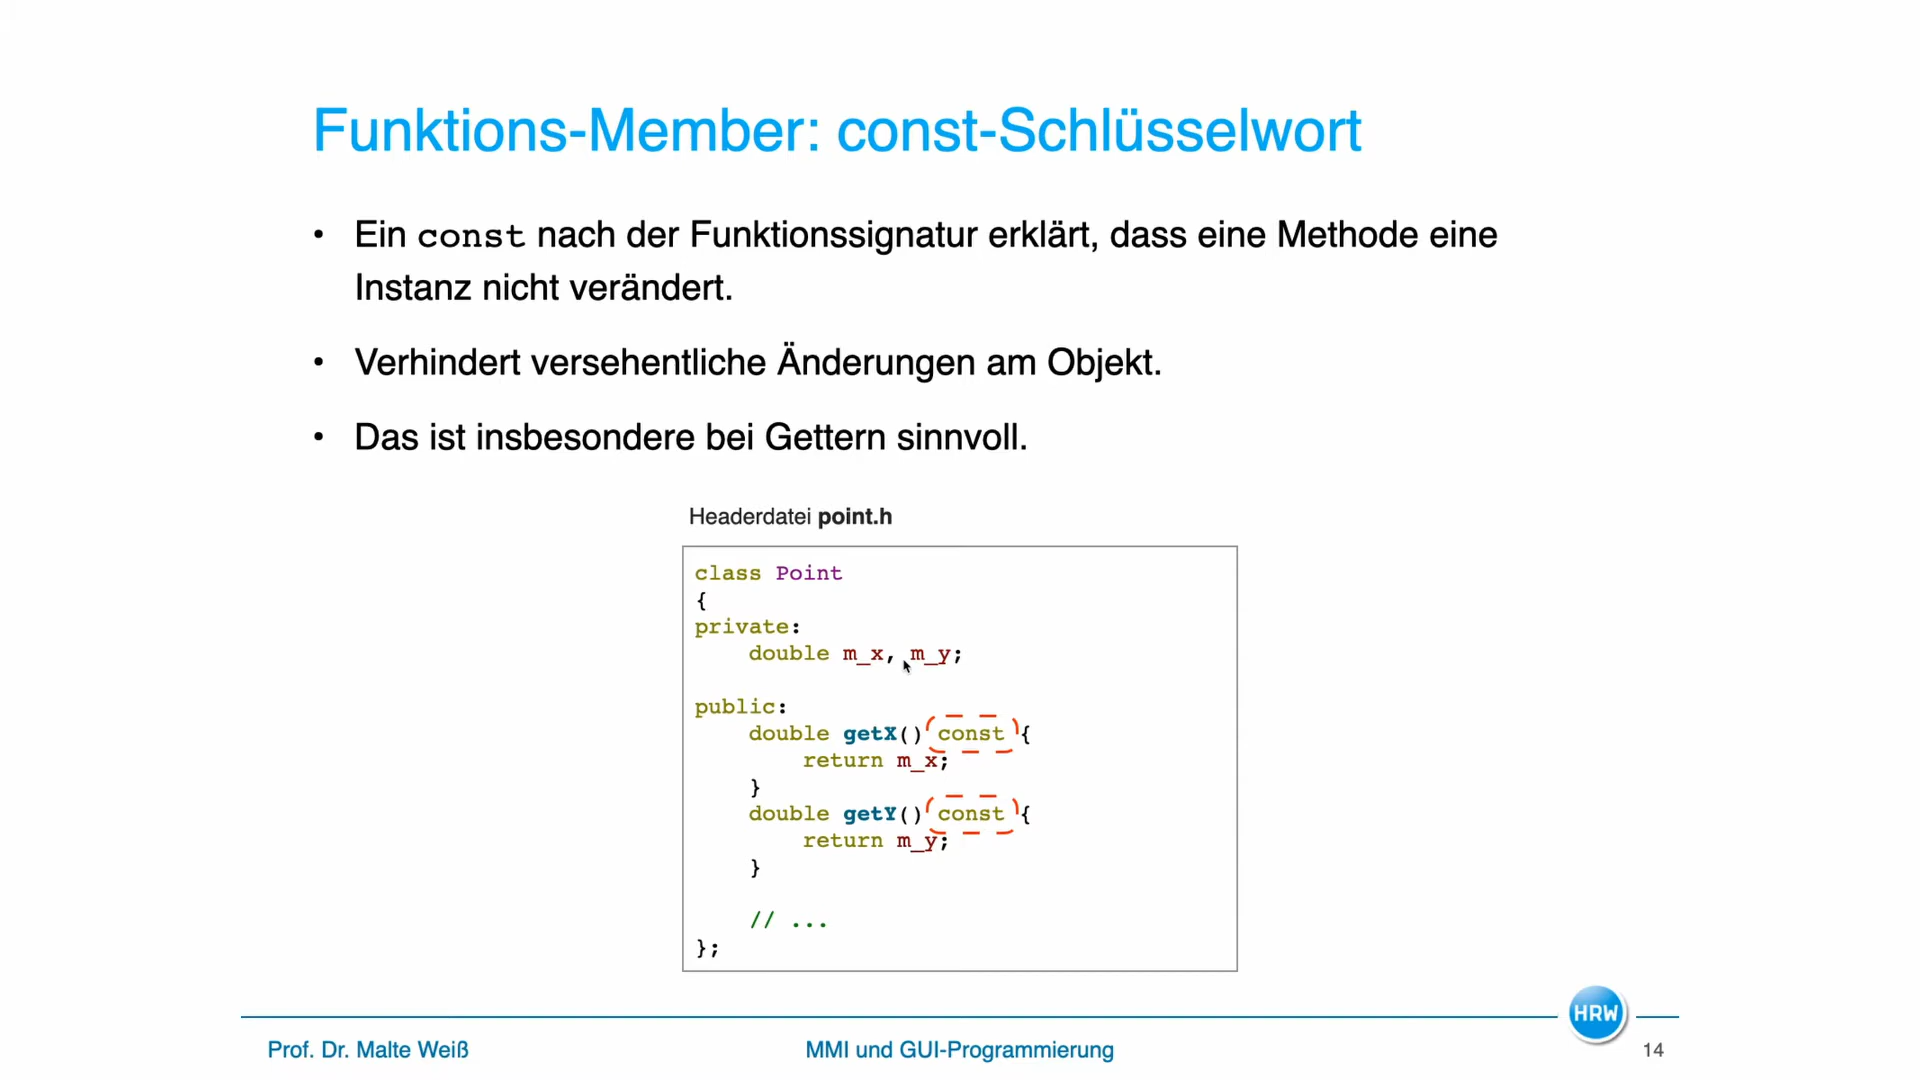 Funktions-Member: const-Schlüsselwort
• Ein const nach der Funktionssignatur erklärt, dass eine Methode eine
Instanz nicht verändert.
• Verhindert versehentliche Änderungen am Objekt.
• Das ist insbesondere bei Gettern sinnvoll.
Headerdatei point.h
class Point
{
private:
    double m_x, m_y;

public:
    double getX() const {
        return m_x;
    }
    double getY() const {
        return m_y;
    }

    // ...
};
HRW
Prof. Dr. Malte Weiß
MMI und GUI-Programmierung
14